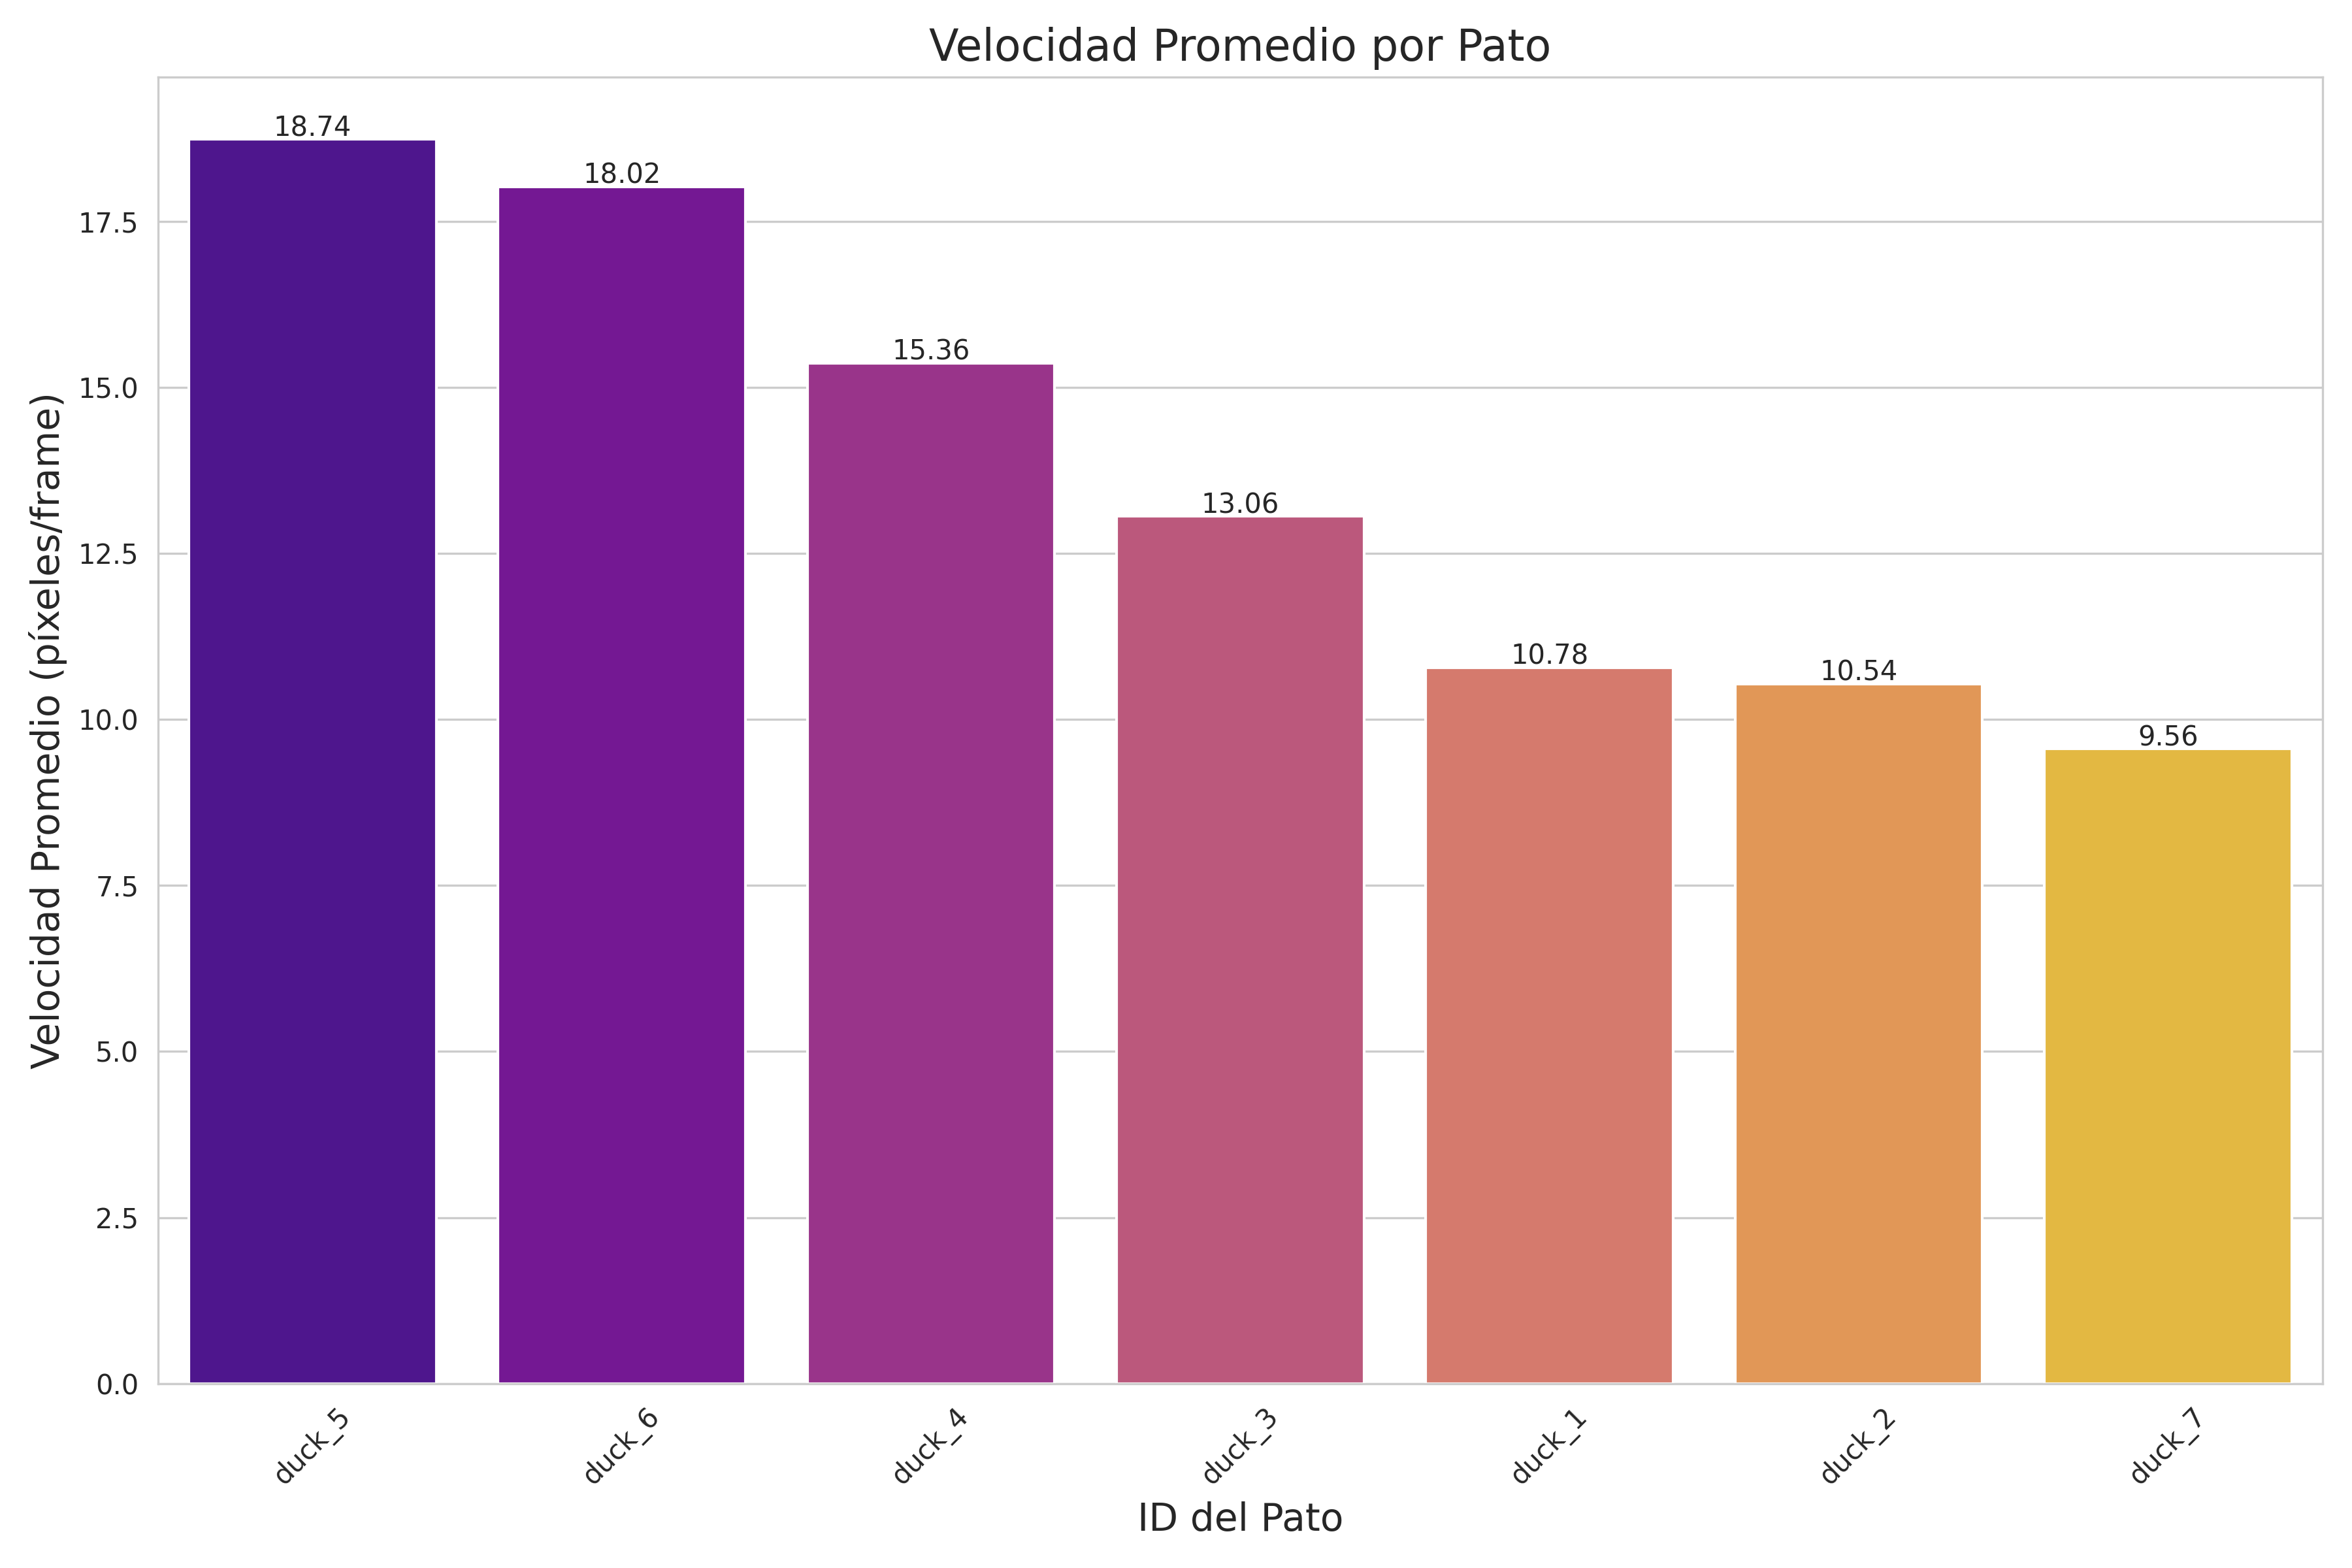 Velocidad Promedio por Pato
Velocidad Promedio (píxeles/frame)
17.5
15.0
12.5
10.0
7.5
5.0
2.5
0.0
18.74
18.02
15.36
13.06
10.78
10.54
9.56
duck_5
duck_6
duck_4
duck_3
duck_1
duck_2
duck_7
ID del Pato